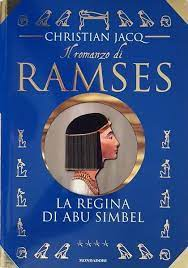 CHRISTIAN JACQ
Il romanzo di
RAMSES
LA REGINA
DI ABU SIMBEL
MONDADORI